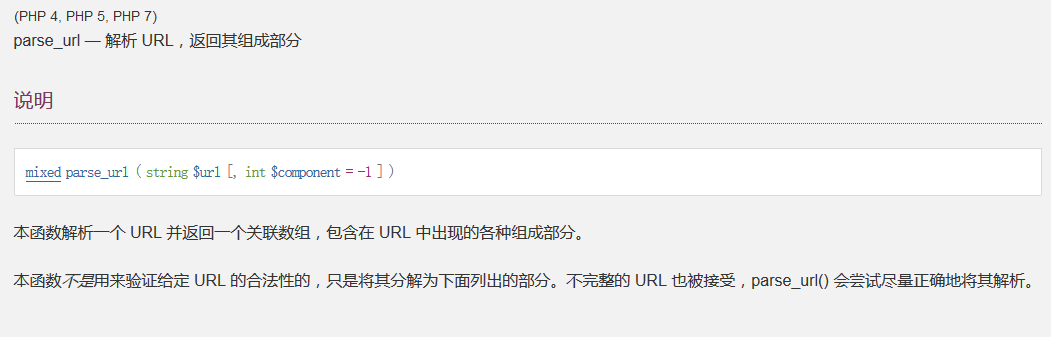 (PHP 4, PHP 5, PHP 7)
parse_url — 解析 URL，返回其组成部分
说明
mixed parse_url ( string $url [, int $component = -1 ] )
本函数解析一个 URL 并返回一个关联数组，包含在 URL 中出现的各种组成部分。
本函数不是用来验证给定 URL 的合法性的，只是将其分解为下面列出的部分。不完整的 URL 也被接受，parse_url() 会尝试尽量正确地将其解析。